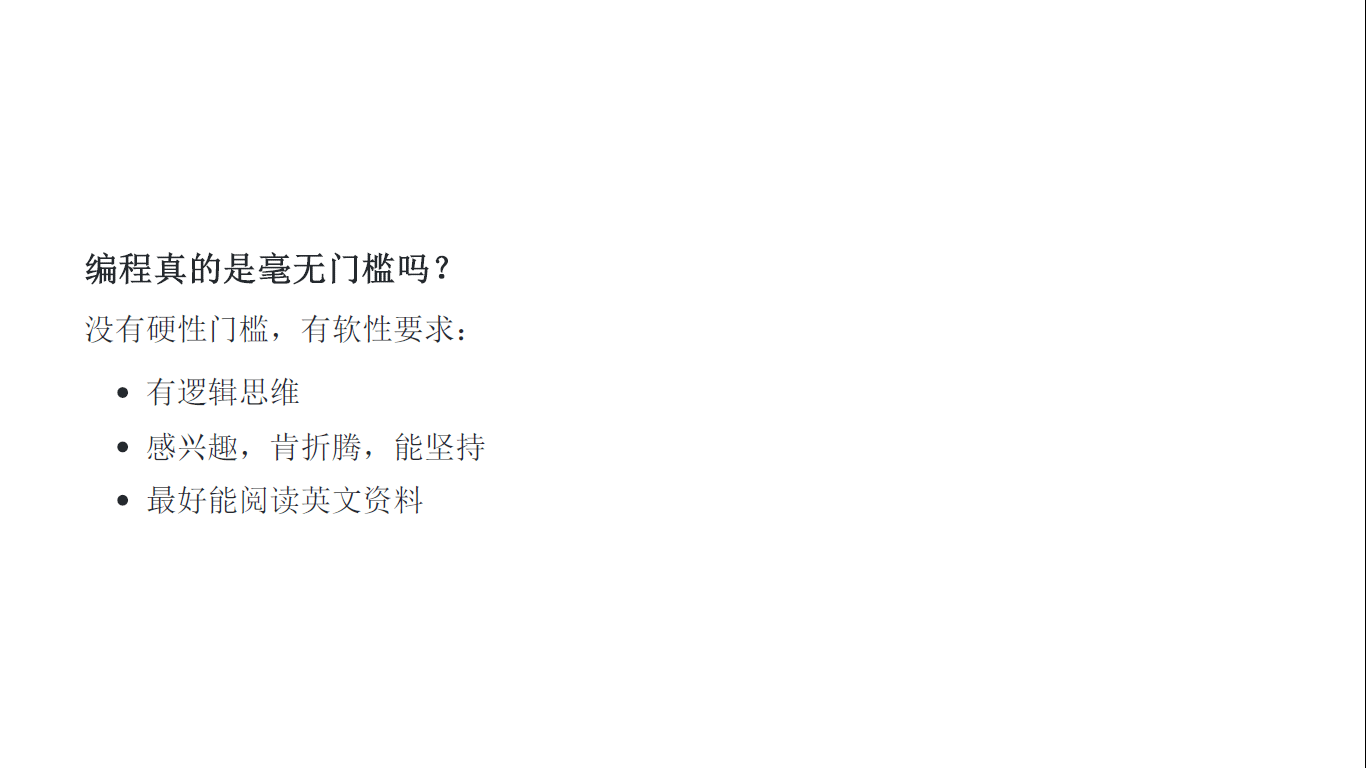 编程真的是毫无门槛吗？
没有硬性门槛，有软性要求：
• 有逻辑思维
• 感兴趣，肯折腾，能坚持
• 最好能阅读英文资料